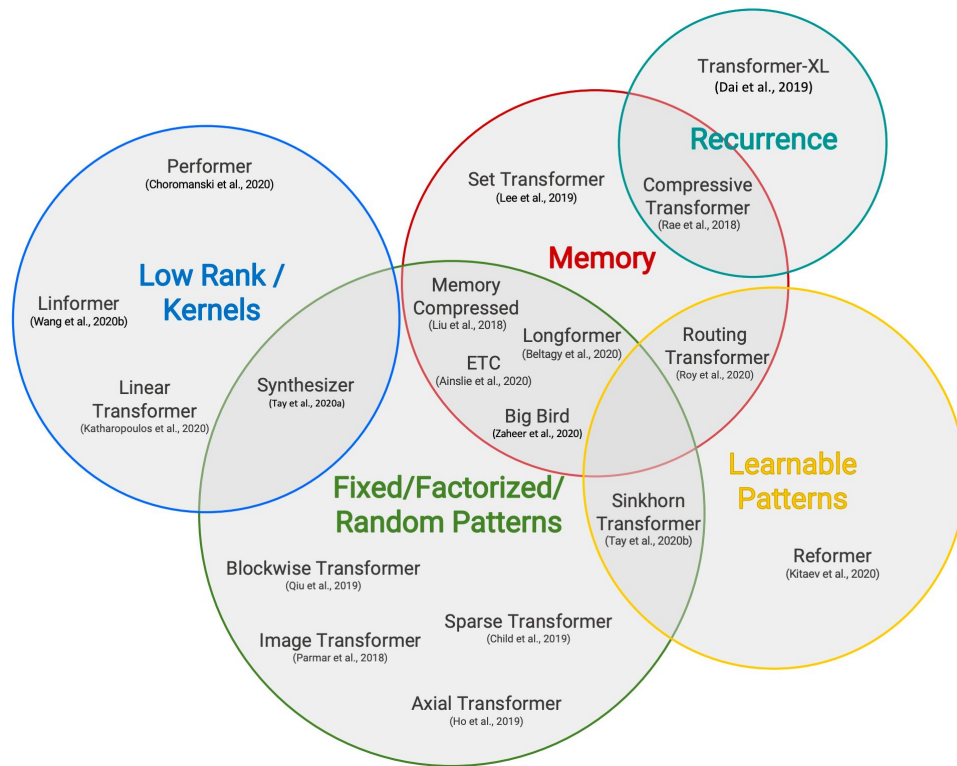 Transformer-XL
(Dai et al., 2019)
Recurrence
Compressive
Transformer
(Rae et al., 2018)
Performer
(Choromanski et al., 2020)
Set Transformer
(Lee et al., 2019)
Memory
Low Rank /
Kernels
Linformer
(Wang et al., 2020b)
Linear
Transformer
(Katharopoulos et al., 2020)
Synthesizer
(Tay et al., 2020a)
Memory
Compressed
(Liu et al., 2018)
Longformer
(Beltagy et al., 2020)
ETC
(Ainslie et al., 2020)
Big Bird
(Zaheer et al., 2020)
Routing
Transformer
(Roy et al., 2020)
Learnable
Patterns
Fixed/Factorized/
Random Patterns
Sinkhorn
Transformer
(Tay et al., 2020b)
Reformer
(Kitaev et al., 2020)
Blockwise Transformer
(Qiu et al., 2019)
Sparse Transformer
(Child et al., 2019)
Image Transformer
(Parmar et al., 2018)
Axial Transformer
(Ho et al., 2019)